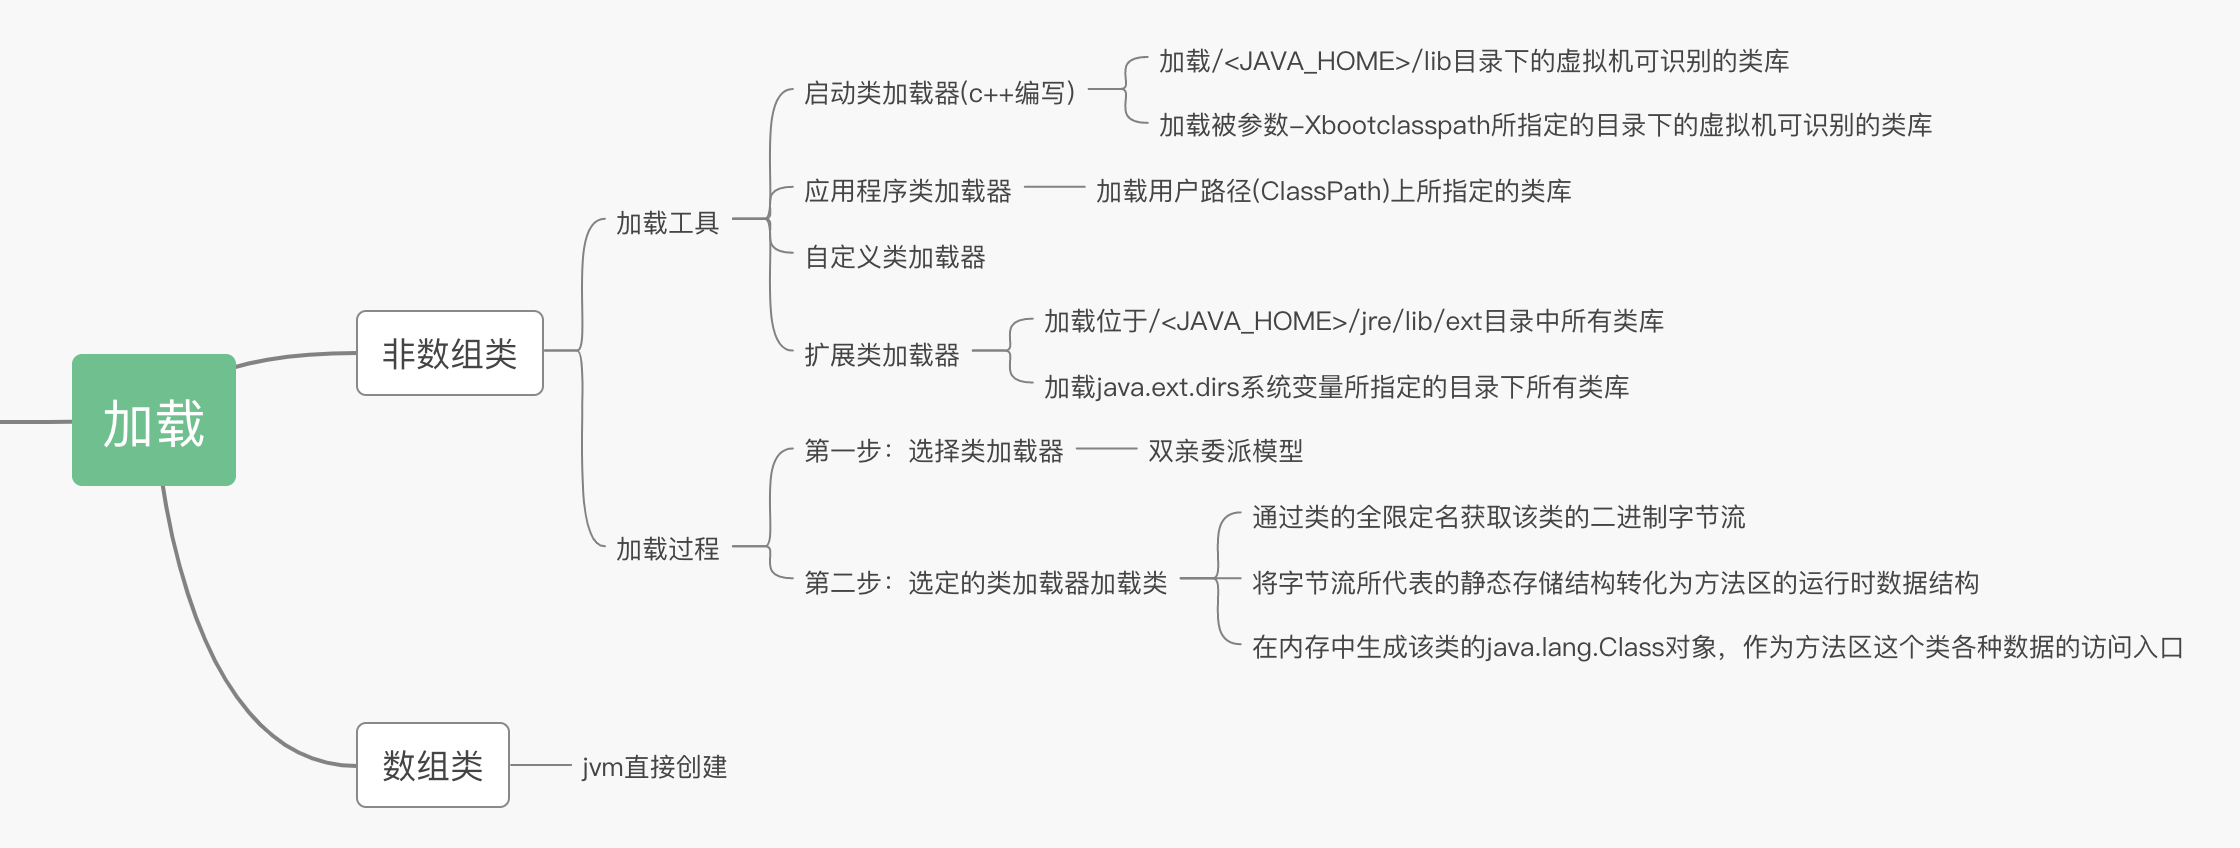 加载
非数组类
加载工具
启动类加载器(c++编写)
加载/<JAVA_HOME>/lib目录下的虚拟机可识别的类库
加载被参数-Xbootclasspath所指定的目录下的虚拟机可识别的类库
应用程序类加载器
加载用户路径(ClassPath)上所指定的类库
自定义类加载器
扩展类加载器
加载位于/<JAVA_HOME>/jre/lib/ext目录中所有类库
加载java.ext.dirs系统变量所指定的目录下所有类库
加载过程
第一步：选择类加载器
双亲委派模型
第二步：选定的类加载器加载类
通过类的全限定名获取该类的二进制字节流
将字节流所代表的静态存储结构转化为方法区的运行时数据结构
在内存中生成该类的java.lang.Class对象，作为方法区这个类各种数据的访问入口
数组类
jvm直接创建